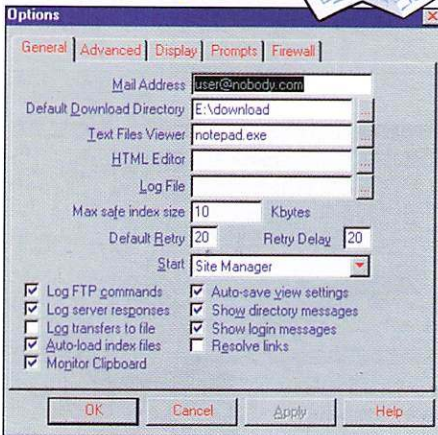 Options
General Advanced Display Prompts Firewall
Mail Address user@nobody.com
Default Download Directory E:\download ...
Text Files Viewer notepad.exe ...
HTML Editor ...
Log File ...
Max safe index size 10 Kbytes
Default Retry 20 Retry Delay 20
Start Site Manager
Log FTP commands Auto-save view settings
Log server responses Show directory messages
Log transfers to file Show login messages
Auto-load index files Resolve links
Monitor Clipboard
OK Cancel Apply Help